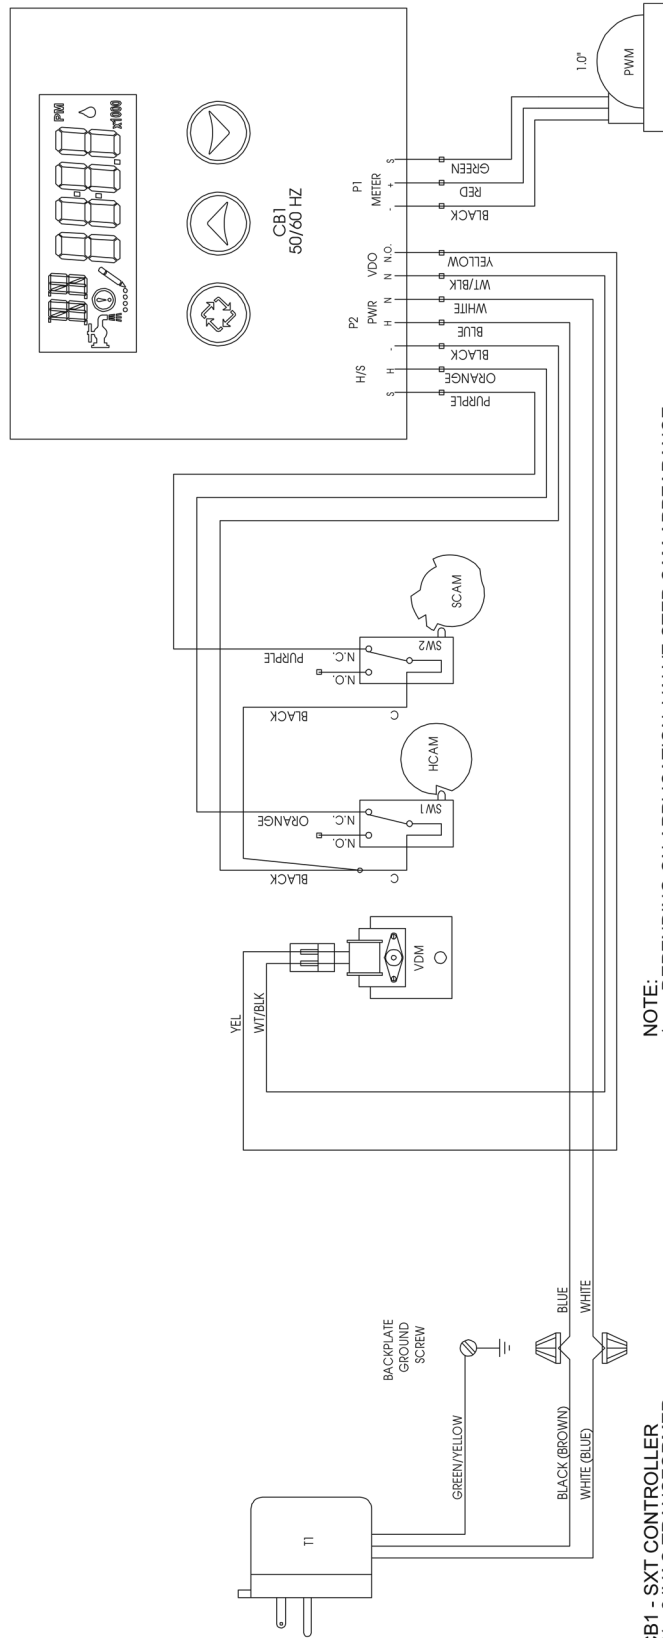 PM
x1000
CB1
50/60 HZ
P1
METER
S
+
-
P2
VDO
PWR
H/S
N.O.
N
N
H
-
H
S
GREEN
RED
BLACK
YELLOW
WT/BLK
WHITE
BLUE
BLACK
ORANGE
PURPLE
1.0"
PWM
PURPLE
N.C.
N.O.
BLACK
C
SW2
SCAM
ORANGE
N.C.
N.O.
BLACK
C
SW1
HCAM
YEL
WT/BLK
VDM
BACKPLATE
GROUND
SCREW
GREEN/YELLOW
BLUE
WHITE
BLACK (BROWN)
WHITE (BLUE)
T1
NOTE:
CB1 - SXT CONTROLLER